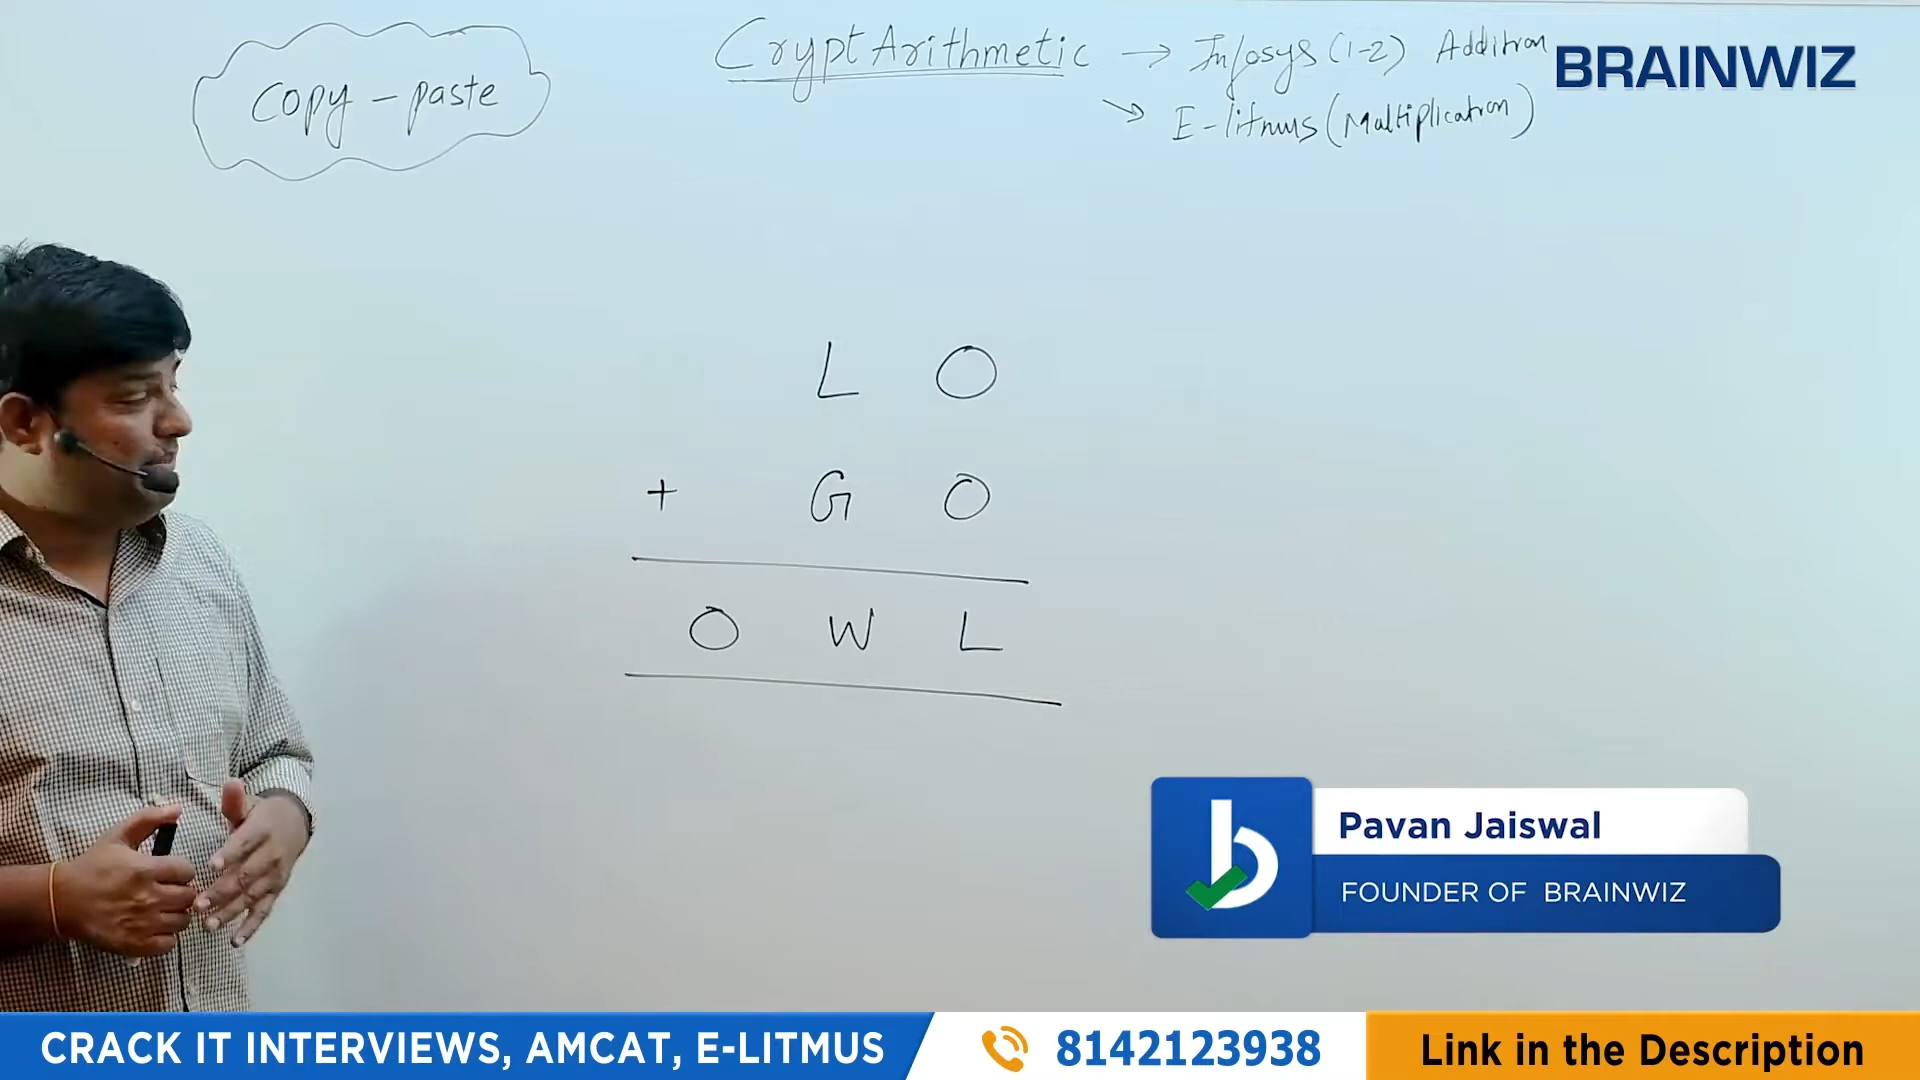 Copy - paste
CryptArithmetic → Infosys (1-2) Addition
→ E-litmus (Multiplication)
BRAINWIZ
L O
+ G O
O W L
b
Pavan Jaiswal
FOUNDER OF BRAINWIZ
CRACK IT INTERVIEWS, AMCAT, E-LITMUS
8142123938
Link in the Description